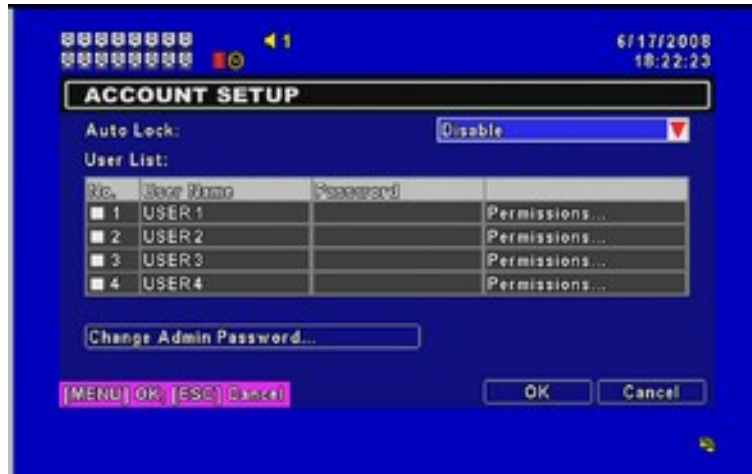 1
6/17/2008
18:22:23
ACCOUNT SETUP
Auto Lock: Disable
User List:
No. User Name Password
1 USER1 Permissions...
2 USER2 Permissions...
3 USER3 Permissions...
4 USER4 Permissions...
Change Admin Password...
[MENU] OK, [ESC] Cancel OK Cancel